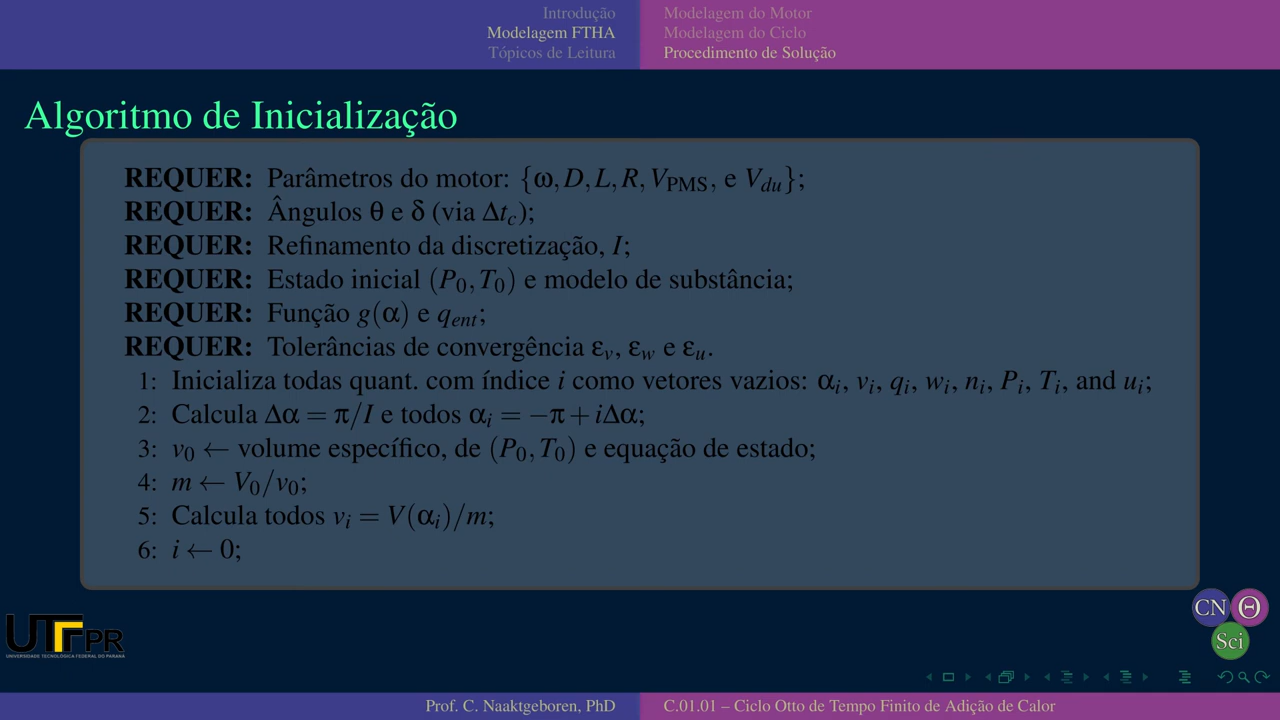 Introdução
Modelagem FTHA
Tópicos de Leitura
Modelagem do Motor
Modelagem do Ciclo
Procedimento de Solução
Algoritmo de Inicialização
REQUER: Parâmetros do motor: {ω, D, L, R, V_PMS, e V_du};
REQUER: Ângulos θ e δ (via Δt_c);
REQUER: Refinamento da discretização, I;
REQUER: Estado inicial (P_0, T_0) e modelo de substância;
REQUER: Função g(α) e q_ent;
REQUER: Tolerâncias de convergência ε_v, ε_w e ε_u.
1: Inicializa todas quant. com índice i como vetores vazios: α_i, v_i, q_i, w_i, n_i, P_i, T_i, and u_i;
2: Calcula Δα = π/I e todos α_i = −π + iΔα;
3: v_0 ← volume específico, de (P_0, T_0) e equação de estado;
4: m ← V_0/v_0;
5: Calcula todos v_i = V(α_i)/m;
6: i ← 0;
UTFPR
UNIVERSIDADE TECNOLÓGICA FEDERAL DO PARANÁ
CN Θ
Sci
Prof. C. Naaktgeboren, PhD
C.01.01 – Ciclo Otto de Tempo Finito de Adição de Calor